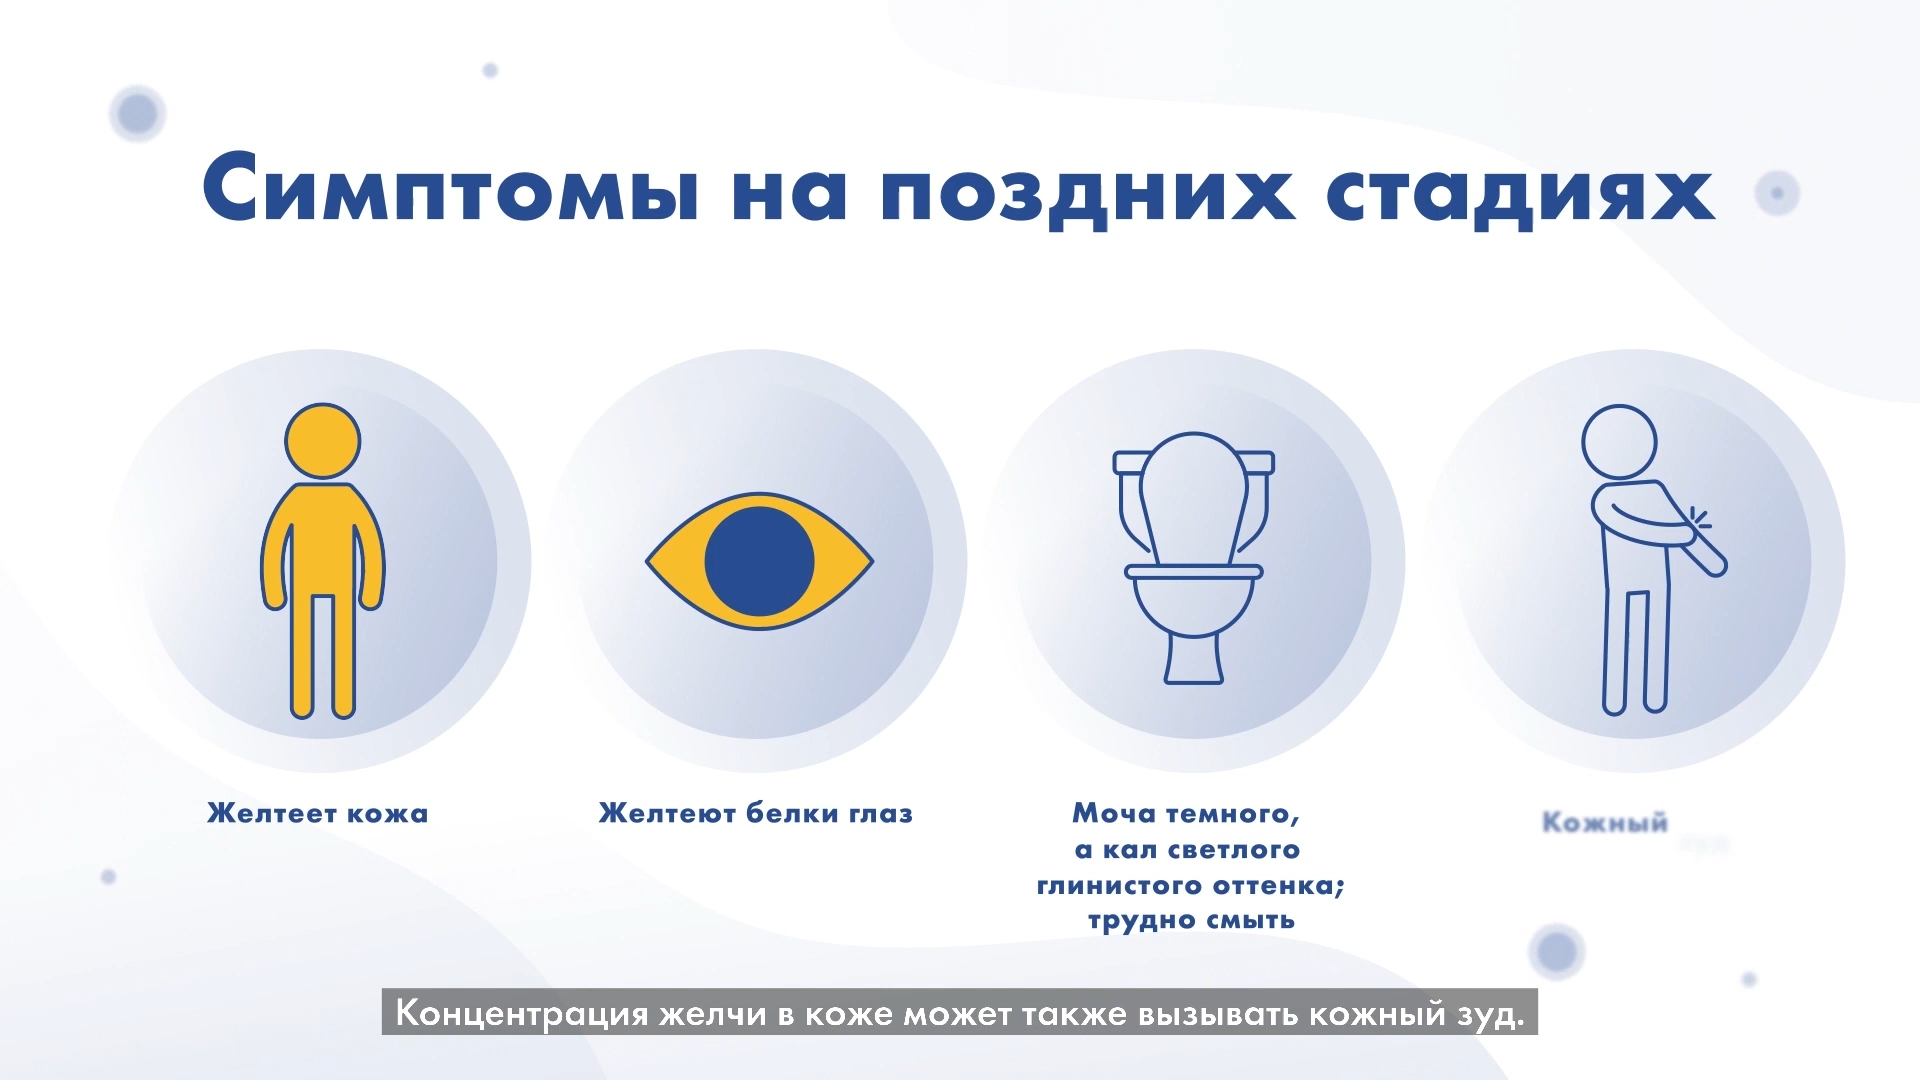 Симптомы на поздних стадиях
Желтеет кожа
Желтеют белки глаз
Моча темного,
а кал светлого
глинистого оттенка;
трудно смыть
Кожный
Концентрация желчи в коже может также вызывать кожный зуд.